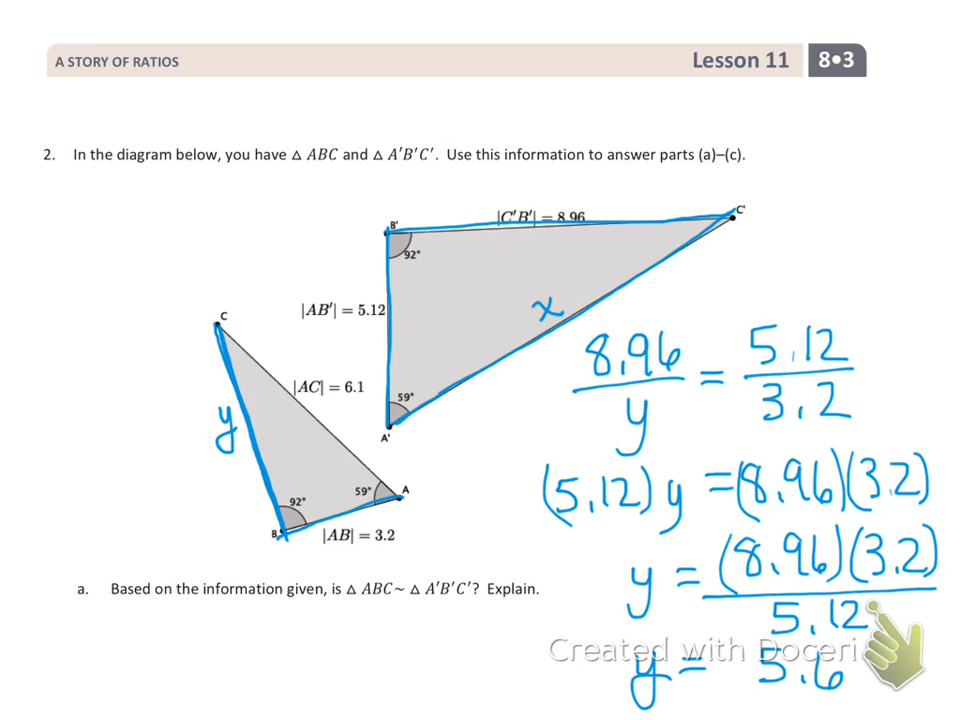 A STORY OF RATIOS
Lesson 11
8•3
2. In the diagram below, you have △ ABC and △ A′B′C′. Use this information to answer parts (a)–(c).
|C′B′| = 8.96
C'
B'
92°
|AB′| = 5.12
x
C
8.96/y = 5.12/3.2
|AC| = 6.1
59°
y
A'
(5.12) y = (8.96)(3.2)
59°
A
92°
B
|AB| = 3.2
y = (8.96)(3.2)/5.12
a. Based on the information given, is △ ABC~ △ A′B′C′? Explain.
Created with Doceri
y = 5.6